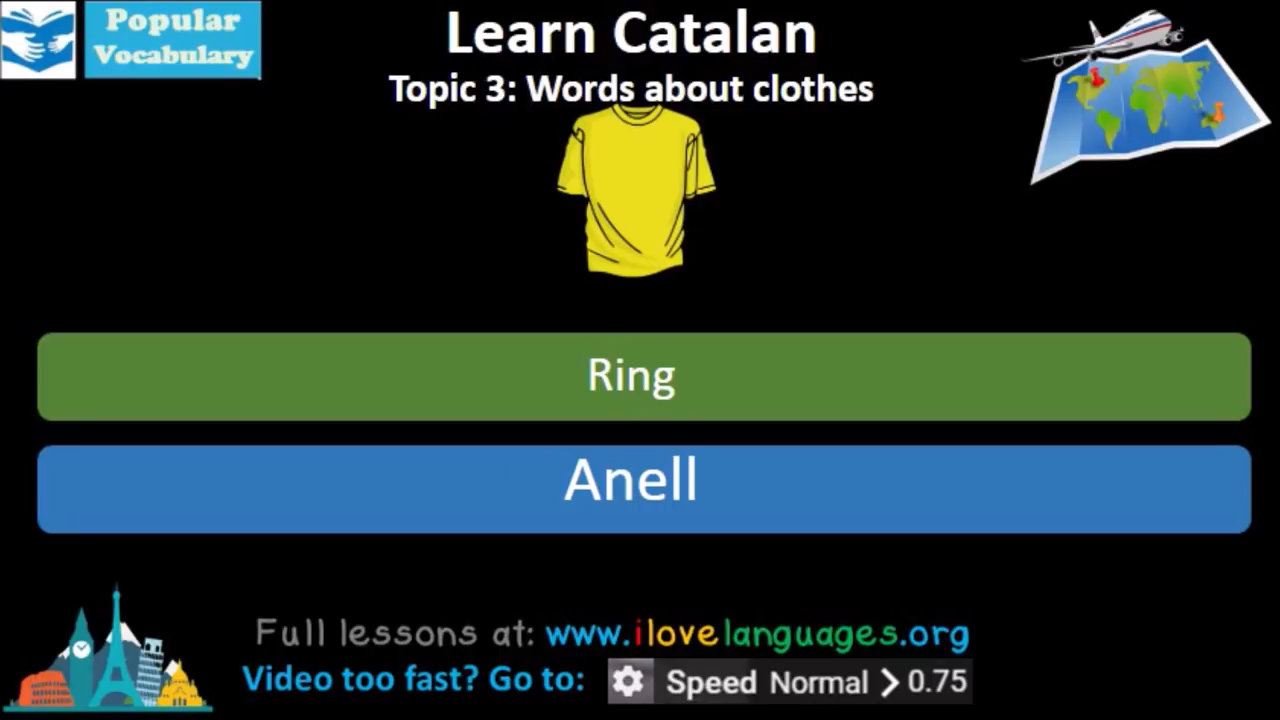 Popular
Vocabulary
Learn Catalan
Topic 3: Words about clothes
Ring
Anell
Full lessons at: www.ilovelanguages.org
Video too fast? Go to: Speed Normal > 0.75